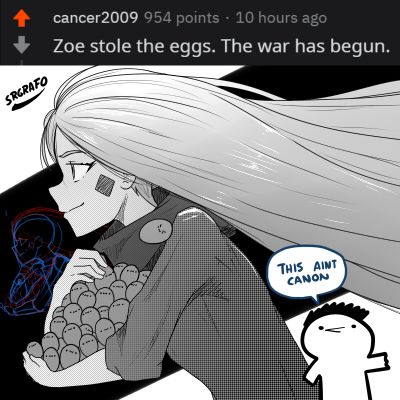 cancer2009 954 points · 10 hours ago
Zoe stole the eggs. The war has begun.
SRGRAFO
THIS AINT
CANON